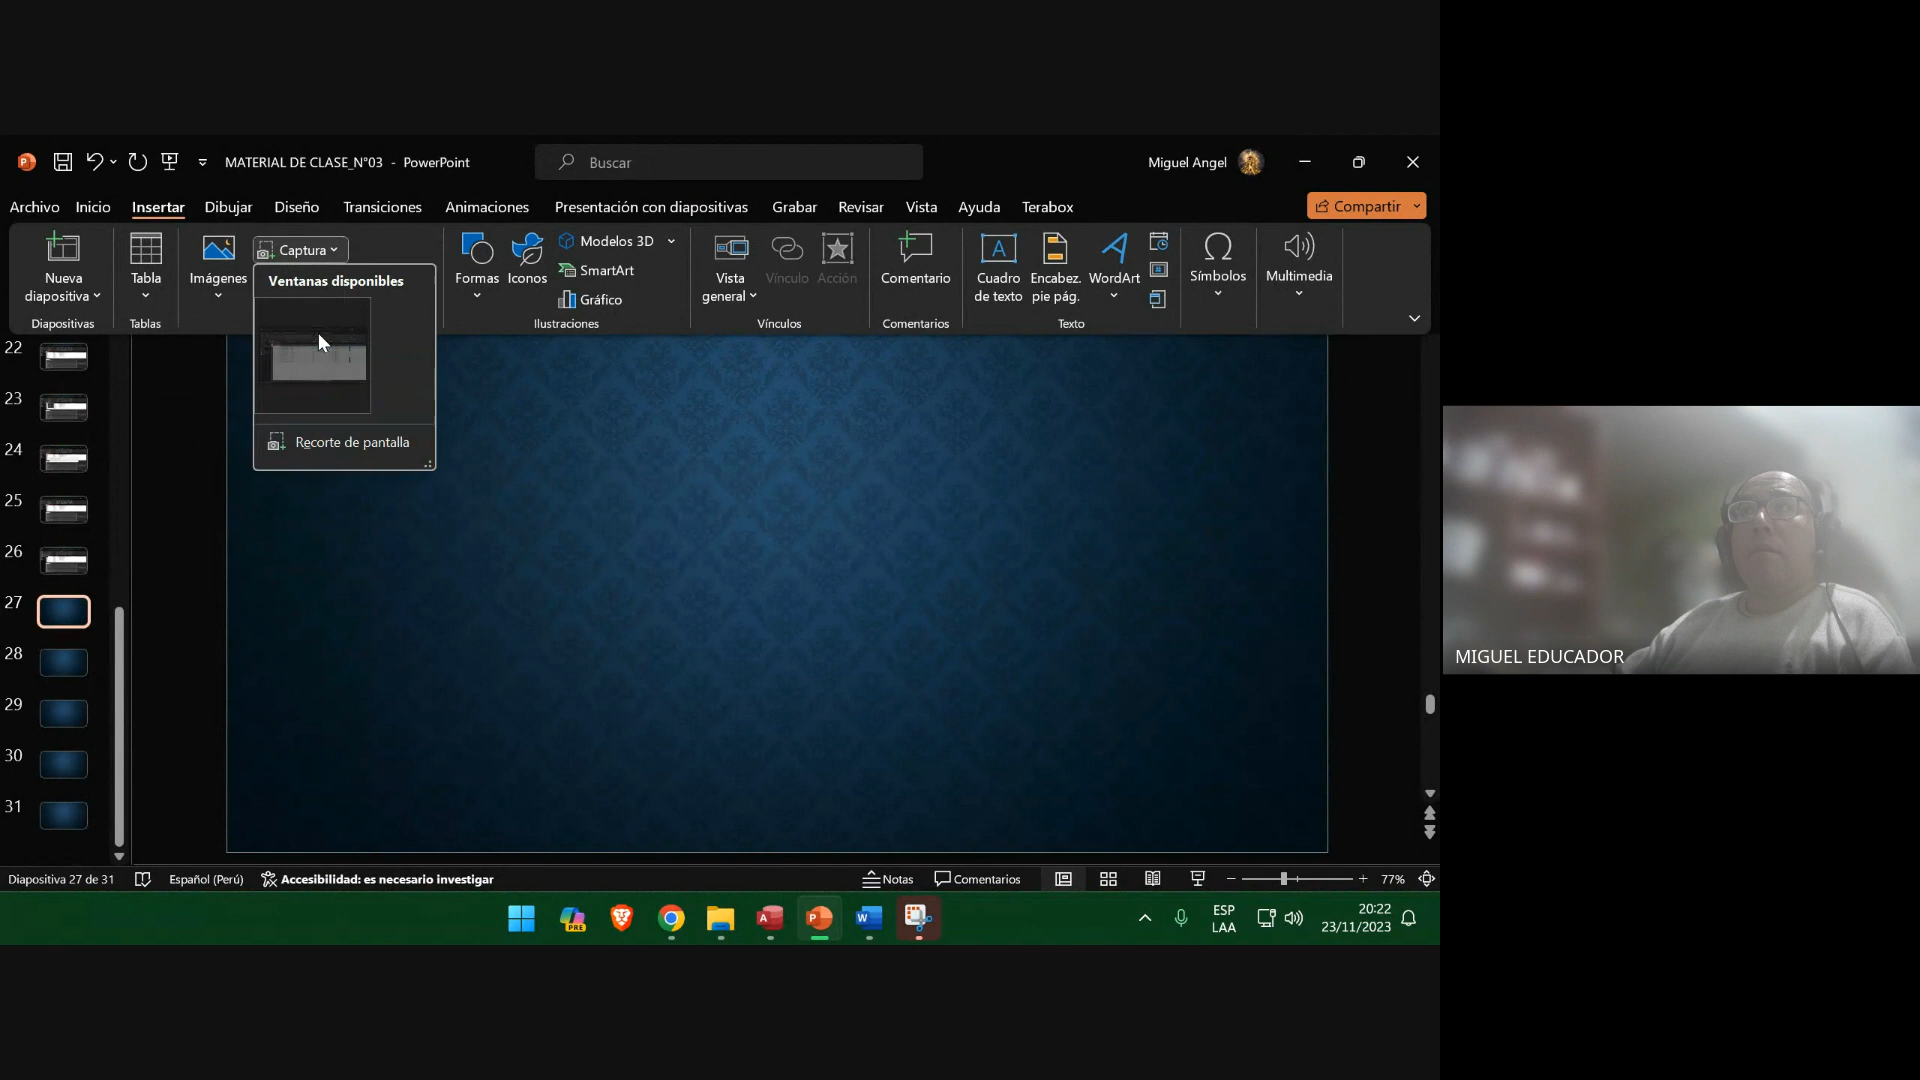 MATERIAL DE CLASE_N°03 - PowerPoint
Buscar
Miguel Angel
Archivo Inicio Insertar Dibujar Diseño Transiciones Animaciones Presentación con diapositivas Grabar Revisar Vista Ayuda Terabox
Compartir
Nueva diapositiva
Diapositivas
Tabla
Tablas
Imágenes
Captura
Ventanas disponibles
Recorte de pantalla
Formas
Iconos
Modelos 3D
SmartArt
Gráfico
Ilustraciones
Vista general
Vínculo
Acción
Vínculos
Comentario
Comentarios
Cuadro de texto
Encabez. pie pág.
WordArt
Texto
Símbolos
Multimedia
22
23
24
25
26
27
28
29
30
31
MIGUEL EDUCADOR
Diapositiva 27 de 31
Español (Perú)
Accesibilidad: es necesario investigar
Notas
Comentarios
77%
PRE
ESP
LAA
20:22
23/11/2023